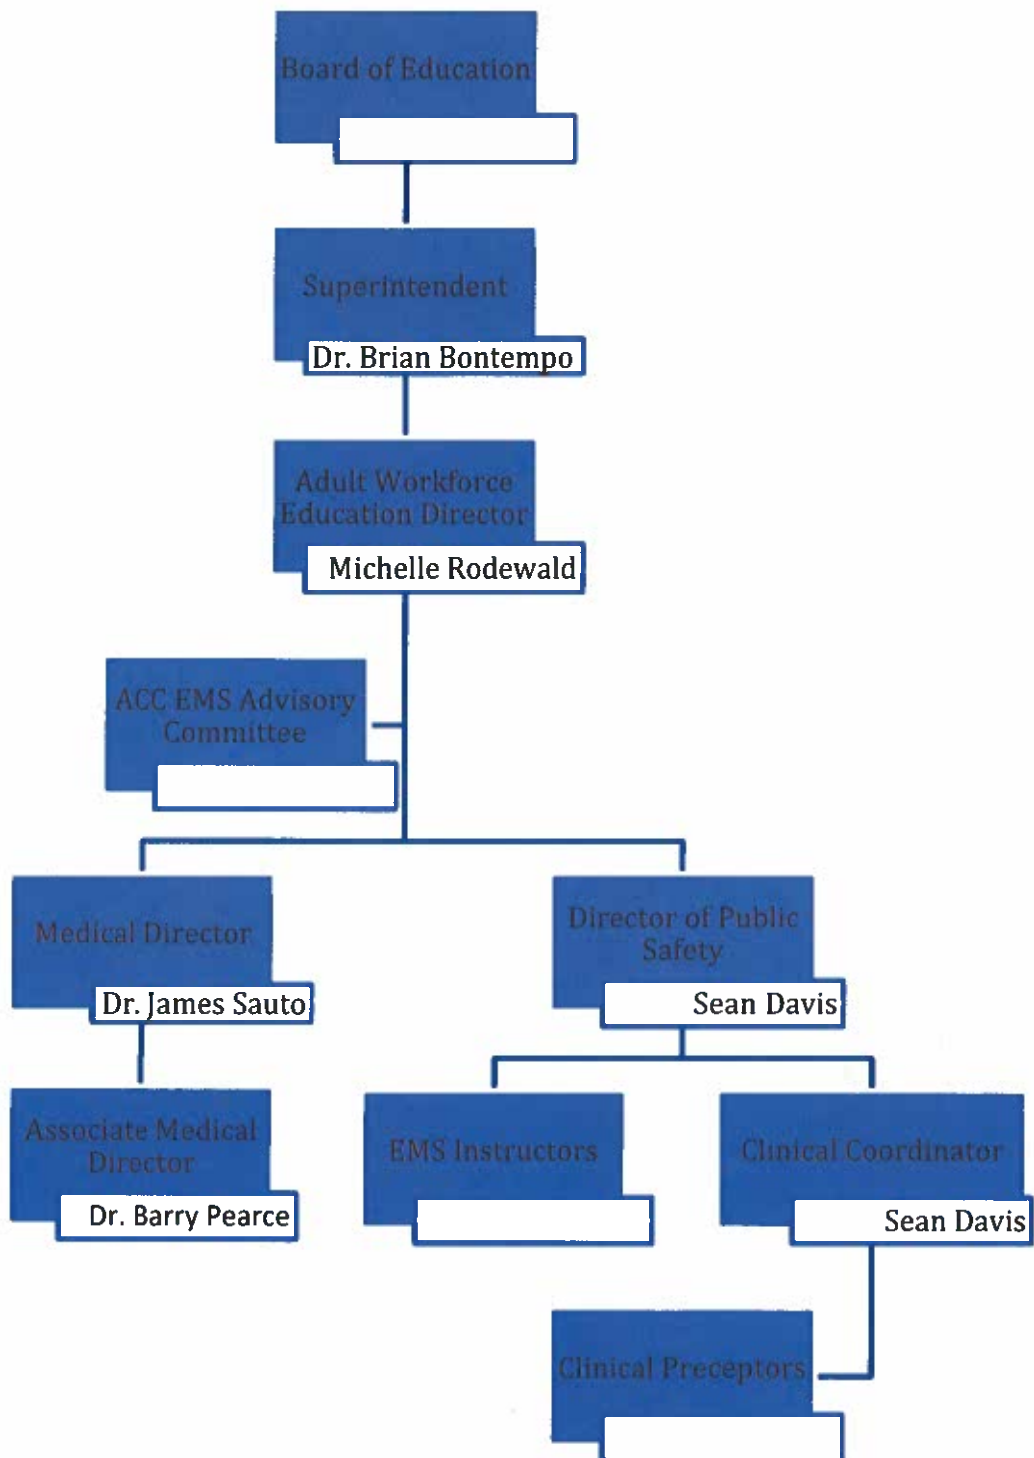 Board of Education
Superintendent
Dr. Brian Bontempo
Adult Workforce
Education Director
Michelle Rodewald
ACC EMS Advisory
Committee
Medical Director
Dr. James Sauto
Director of Public
Safety
Sean Davis
Associate Medical
Director
Dr. Barry Pearce
EMS Instructors
Clinical Coordinator
Sean Davis
Clinical Preceptors